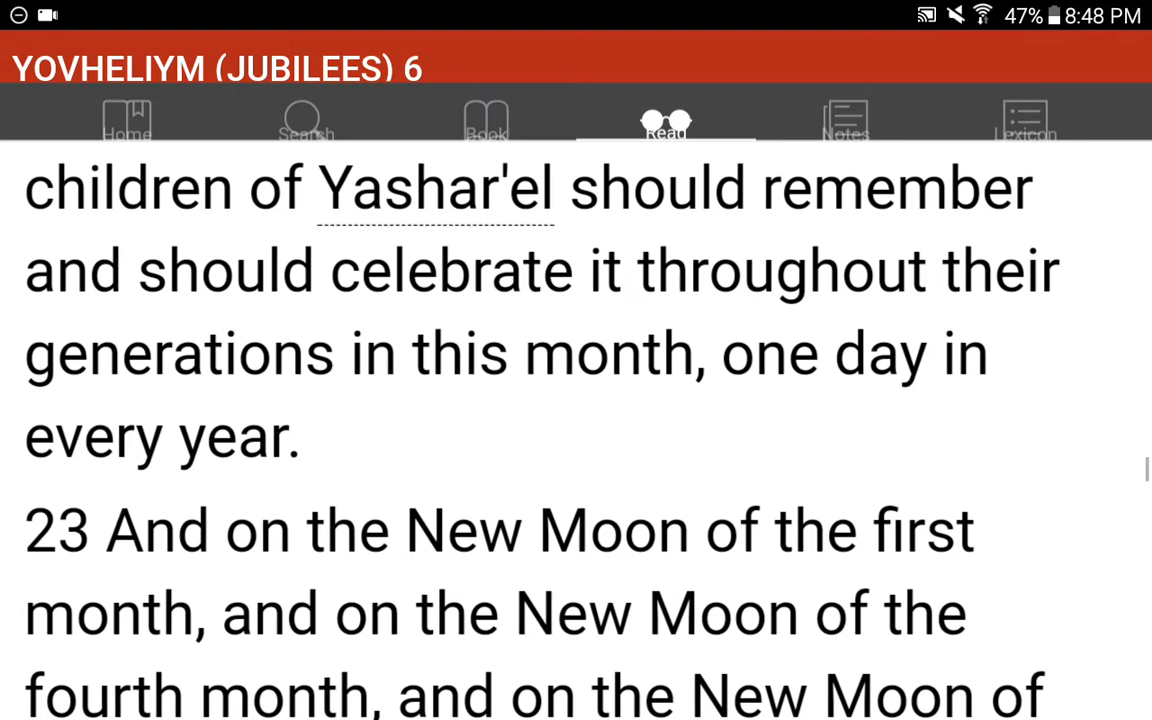 47% 8:48 PM
YOVHELIYM (JUBILEES) 6
Home Search Book Read Notes Lexicon
children of Yashar'el should remember
and should celebrate it throughout their
generations in this month, one day in
every year.
23 And on the New Moon of the first
month, and on the New Moon of the
fourth month, and on the New Moon of